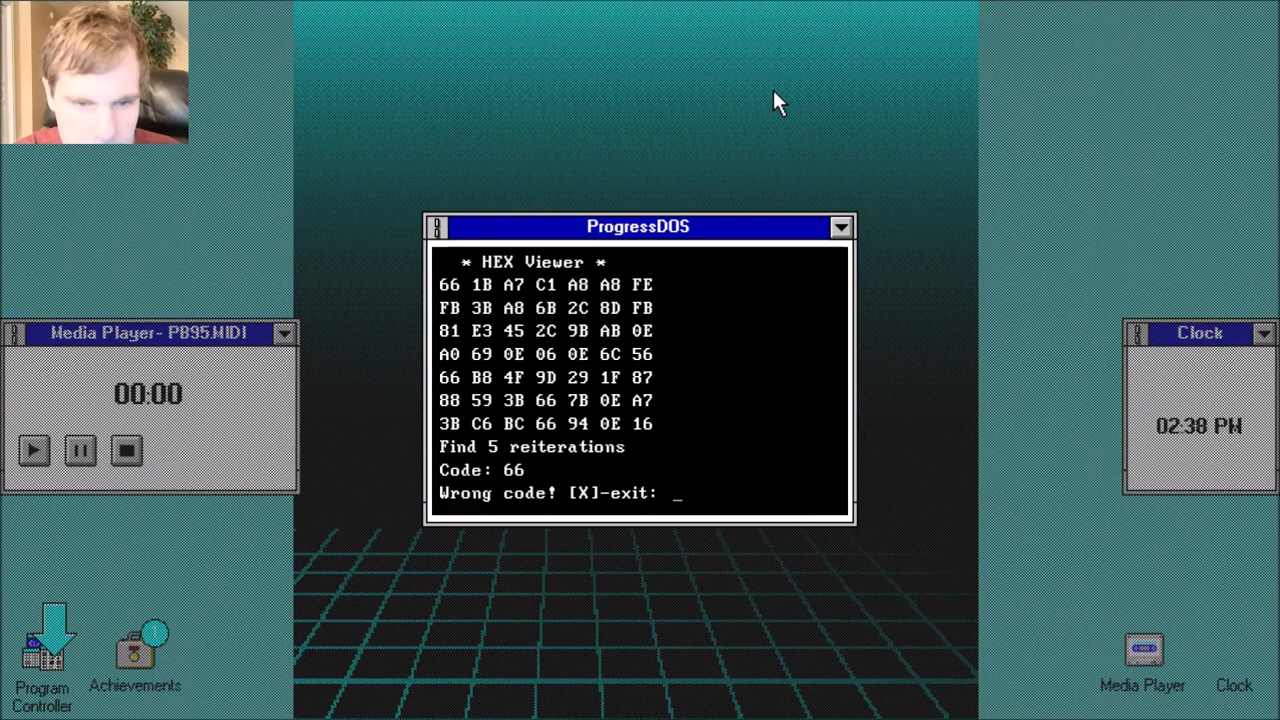 ProgressDOS
* HEX Viewer *
66 1B A7 C1 A8 A8 FE
FB 3B A8 6B 2C 8D FB
81 E3 45 2C 9B AB 0E
A0 69 0E 06 0E 6C 56
66 B8 4F 9D 29 1F 87
88 59 3B 66 7B 0E A7
3B C6 BC 66 94 0E 16
Find 5 reiterations
Code: 66
Wrong code! [X]-exit: _
Media Player- PB95.MIDI
00:00
Clock
02:38 PM
Program
Controller
Achievements
Media Player
Clock